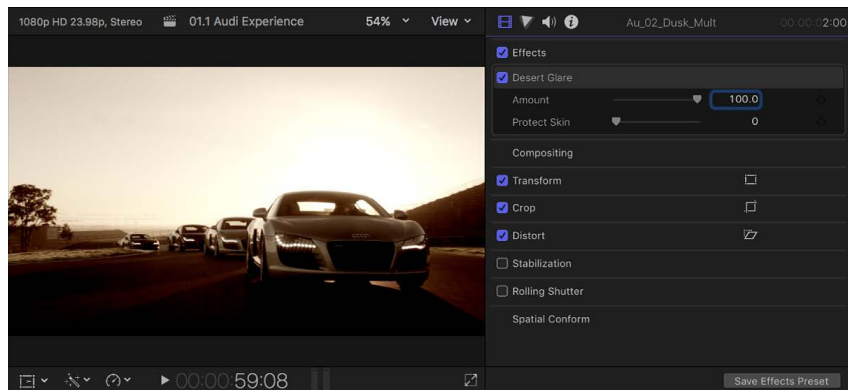 1080p HD 23.98p, Stereo 01.1 Audi Experience 54% View
Au_02_Dusk_Mult 00:00:02:00
Effects
Desert Glare
Amount 100.0
Protect Skin 0
Compositing
Transform
Crop
Distort
Stabilization
Rolling Shutter
Spatial Conform
00:00:59:08
Save Effects Preset